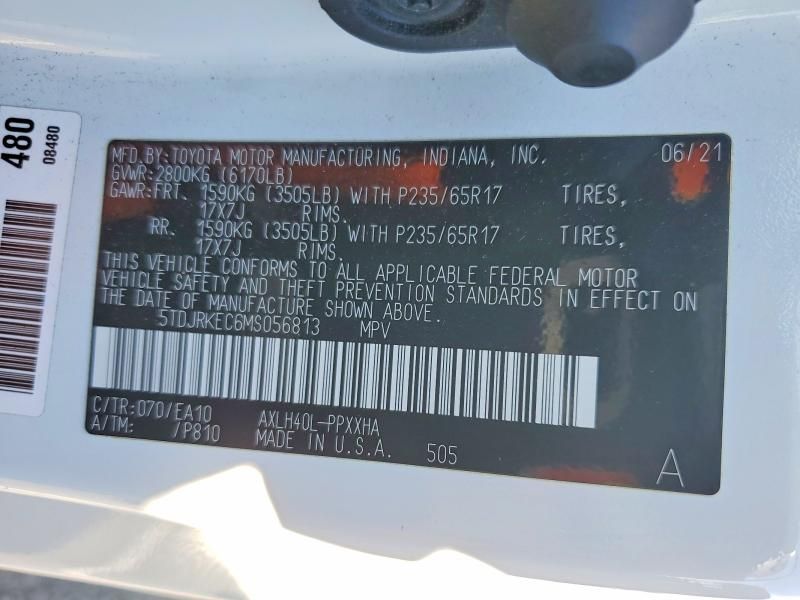 480
08480
MFD.BY:TOYOTA MOTOR MANUFACTURING, INDIANA, INC. 06/21
GVWR:2800KG (6170LB)
GAWR:FRT. 1590KG (3505LB) WITH P235/65R17 TIRES,
17X7J RIMS.
RR. 1590KG (3505LB) WITH P235/65R17 TIRES,
17X7J RIMS.
THIS VEHICLE CONFORMS TO ALL APPLICABLE FEDERAL MOTOR
VEHICLE SAFETY AND THEFT PREVENTION STANDARDS IN EFFECT ON
THE DATE OF MANUFACTURE SHOWN ABOVE.
5TDJRKEC6MS056813 MPV
C/TR:070/EA10 AXLH40L-PPXXHA
A/TM: /P810 MADE IN U.S.A. 505
A